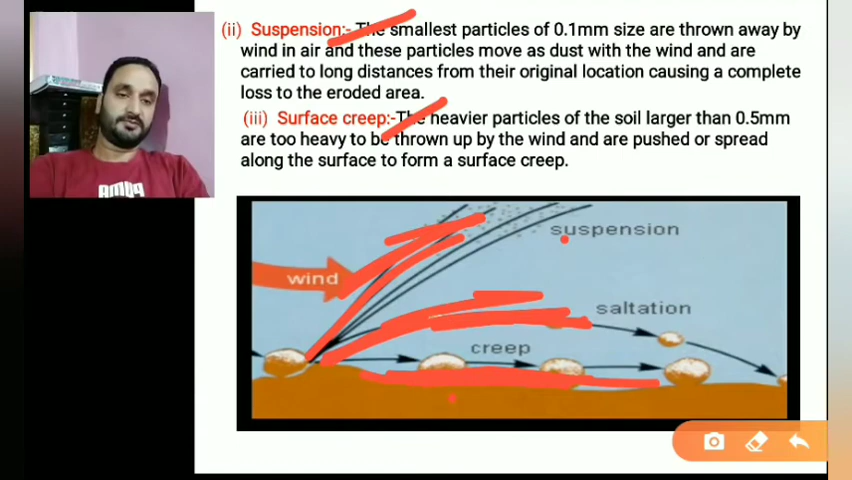 (ii) Suspension:- The smallest particles of 0.1mm size are thrown away by
wind in air and these particles move as dust with the wind and are
carried to long distances from their original location causing a complete
loss to the eroded area.
(iii) Surface creep:-The heavier particles of the soil larger than 0.5mm
are too heavy to be thrown up by the wind and are pushed or spread
along the surface to form a surface creep.
suspension
wind
saltation
creep